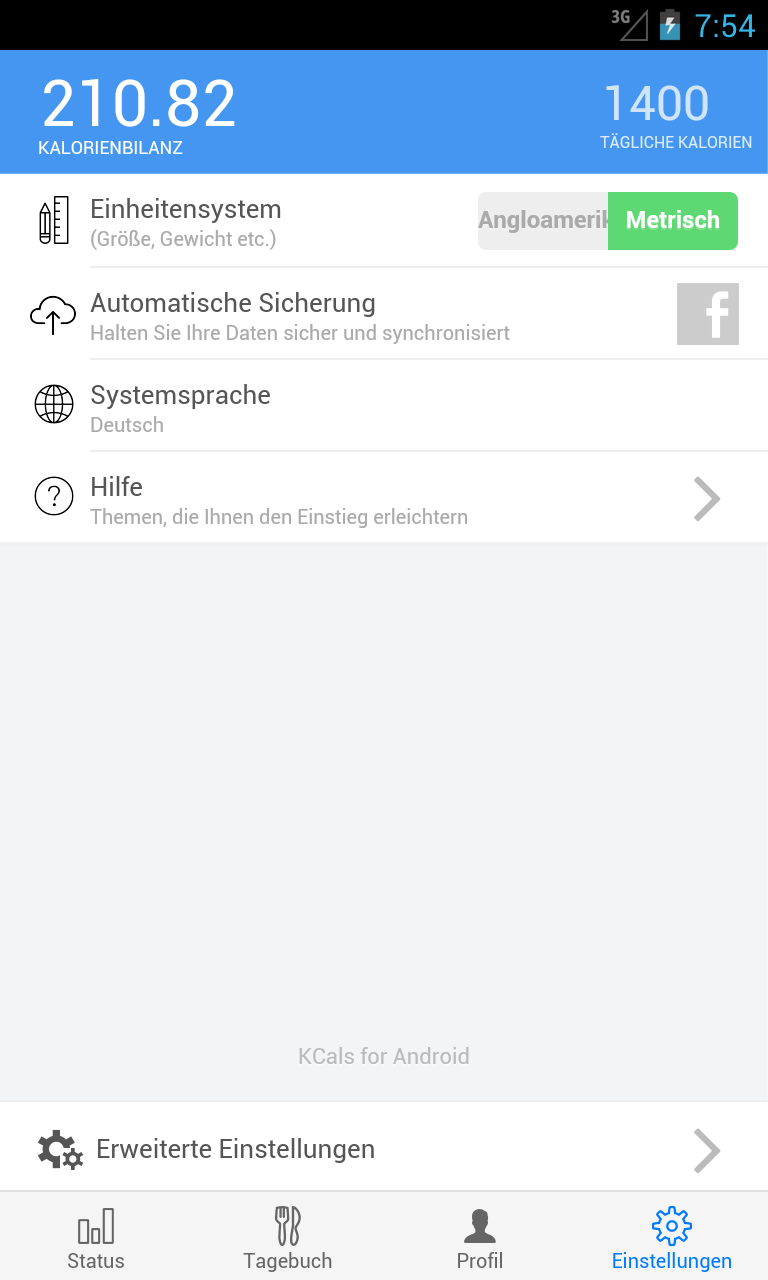 3G
7:54
210.82
KALORIENBILANZ
1400
TÄGLICHE KALORIEN
Einheitensystem
(Größe, Gewicht etc.)
Angloamerik
Metrisch
Automatische Sicherung
Halten Sie Ihre Daten sicher und synchronisiert
f
Systemsprache
Deutsch
?
Hilfe
Themen, die Ihnen den Einstieg erleichtern
KCals for Android
Erweiterte Einstellungen
Status
Tagebuch
Profil
Einstellungen